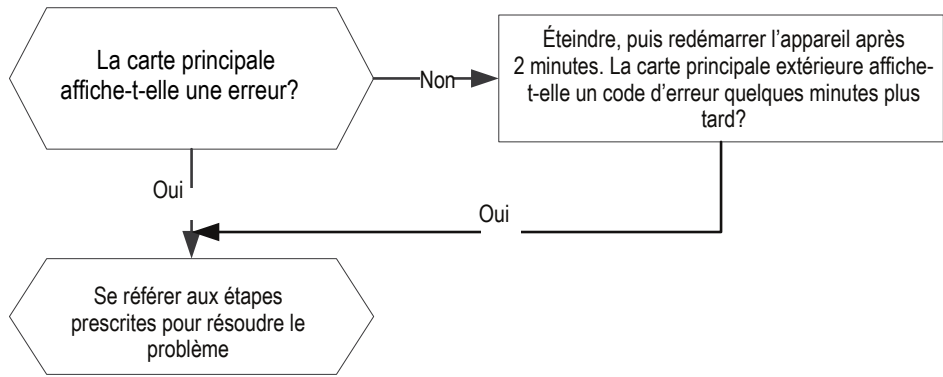 La carte principale
affiche-t-elle une erreur?
Non
Éteindre, puis redémarrer l'appareil après
2 minutes. La carte principale extérieure affiche-
t-elle un code d'erreur quelques minutes plus
tard?
Oui
Oui
Se référer aux étapes
prescrites pour résoudre le
problème